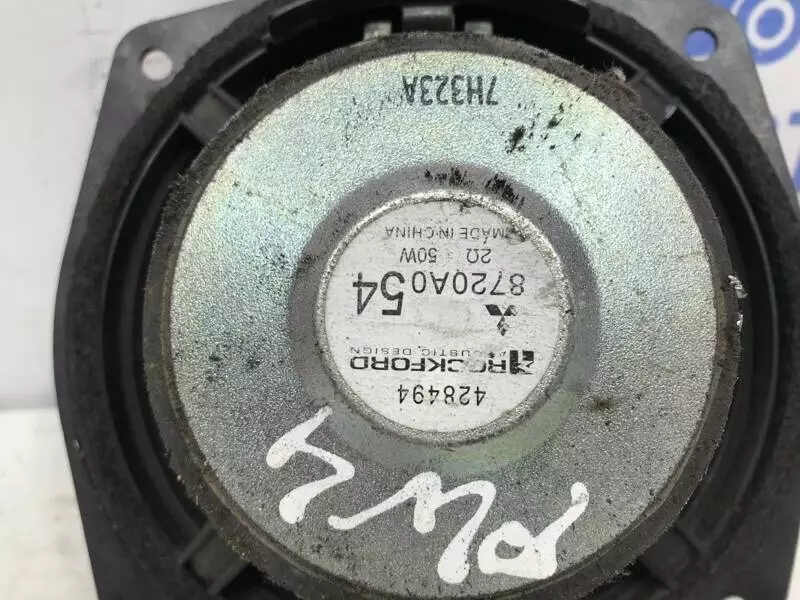 428494
ROCKFORD
ACOUSTIC DESIGN
8720A054
2Ω 50W
MADE IN CHINA
7H323A